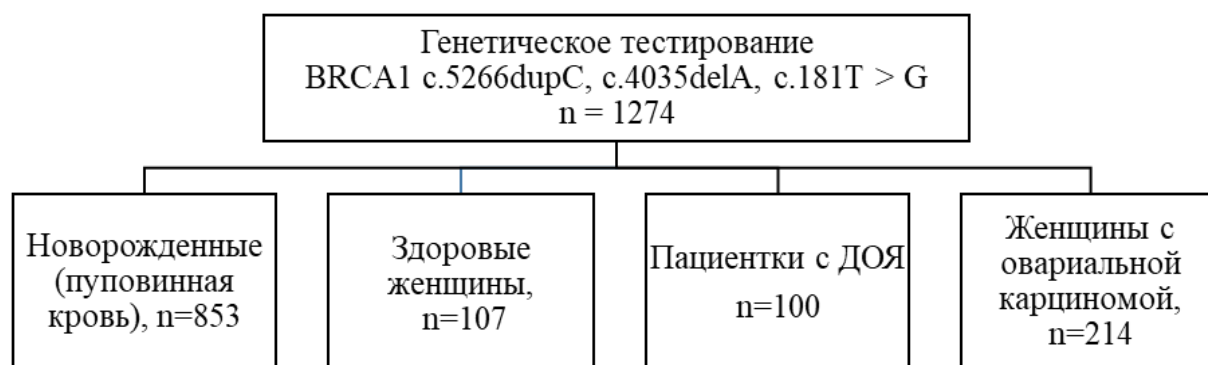 Генетическое тестирование
BRCA1 c.5266dupC, c.4035delA, c.181T > G
n = 1274
Новорожденные
(пуповинная
кровь), n=853
Здоровые
женщины,
n=107
Пациентки с ДОЯ
n=100
Женщины с
овариальной
карциномой,
n=214